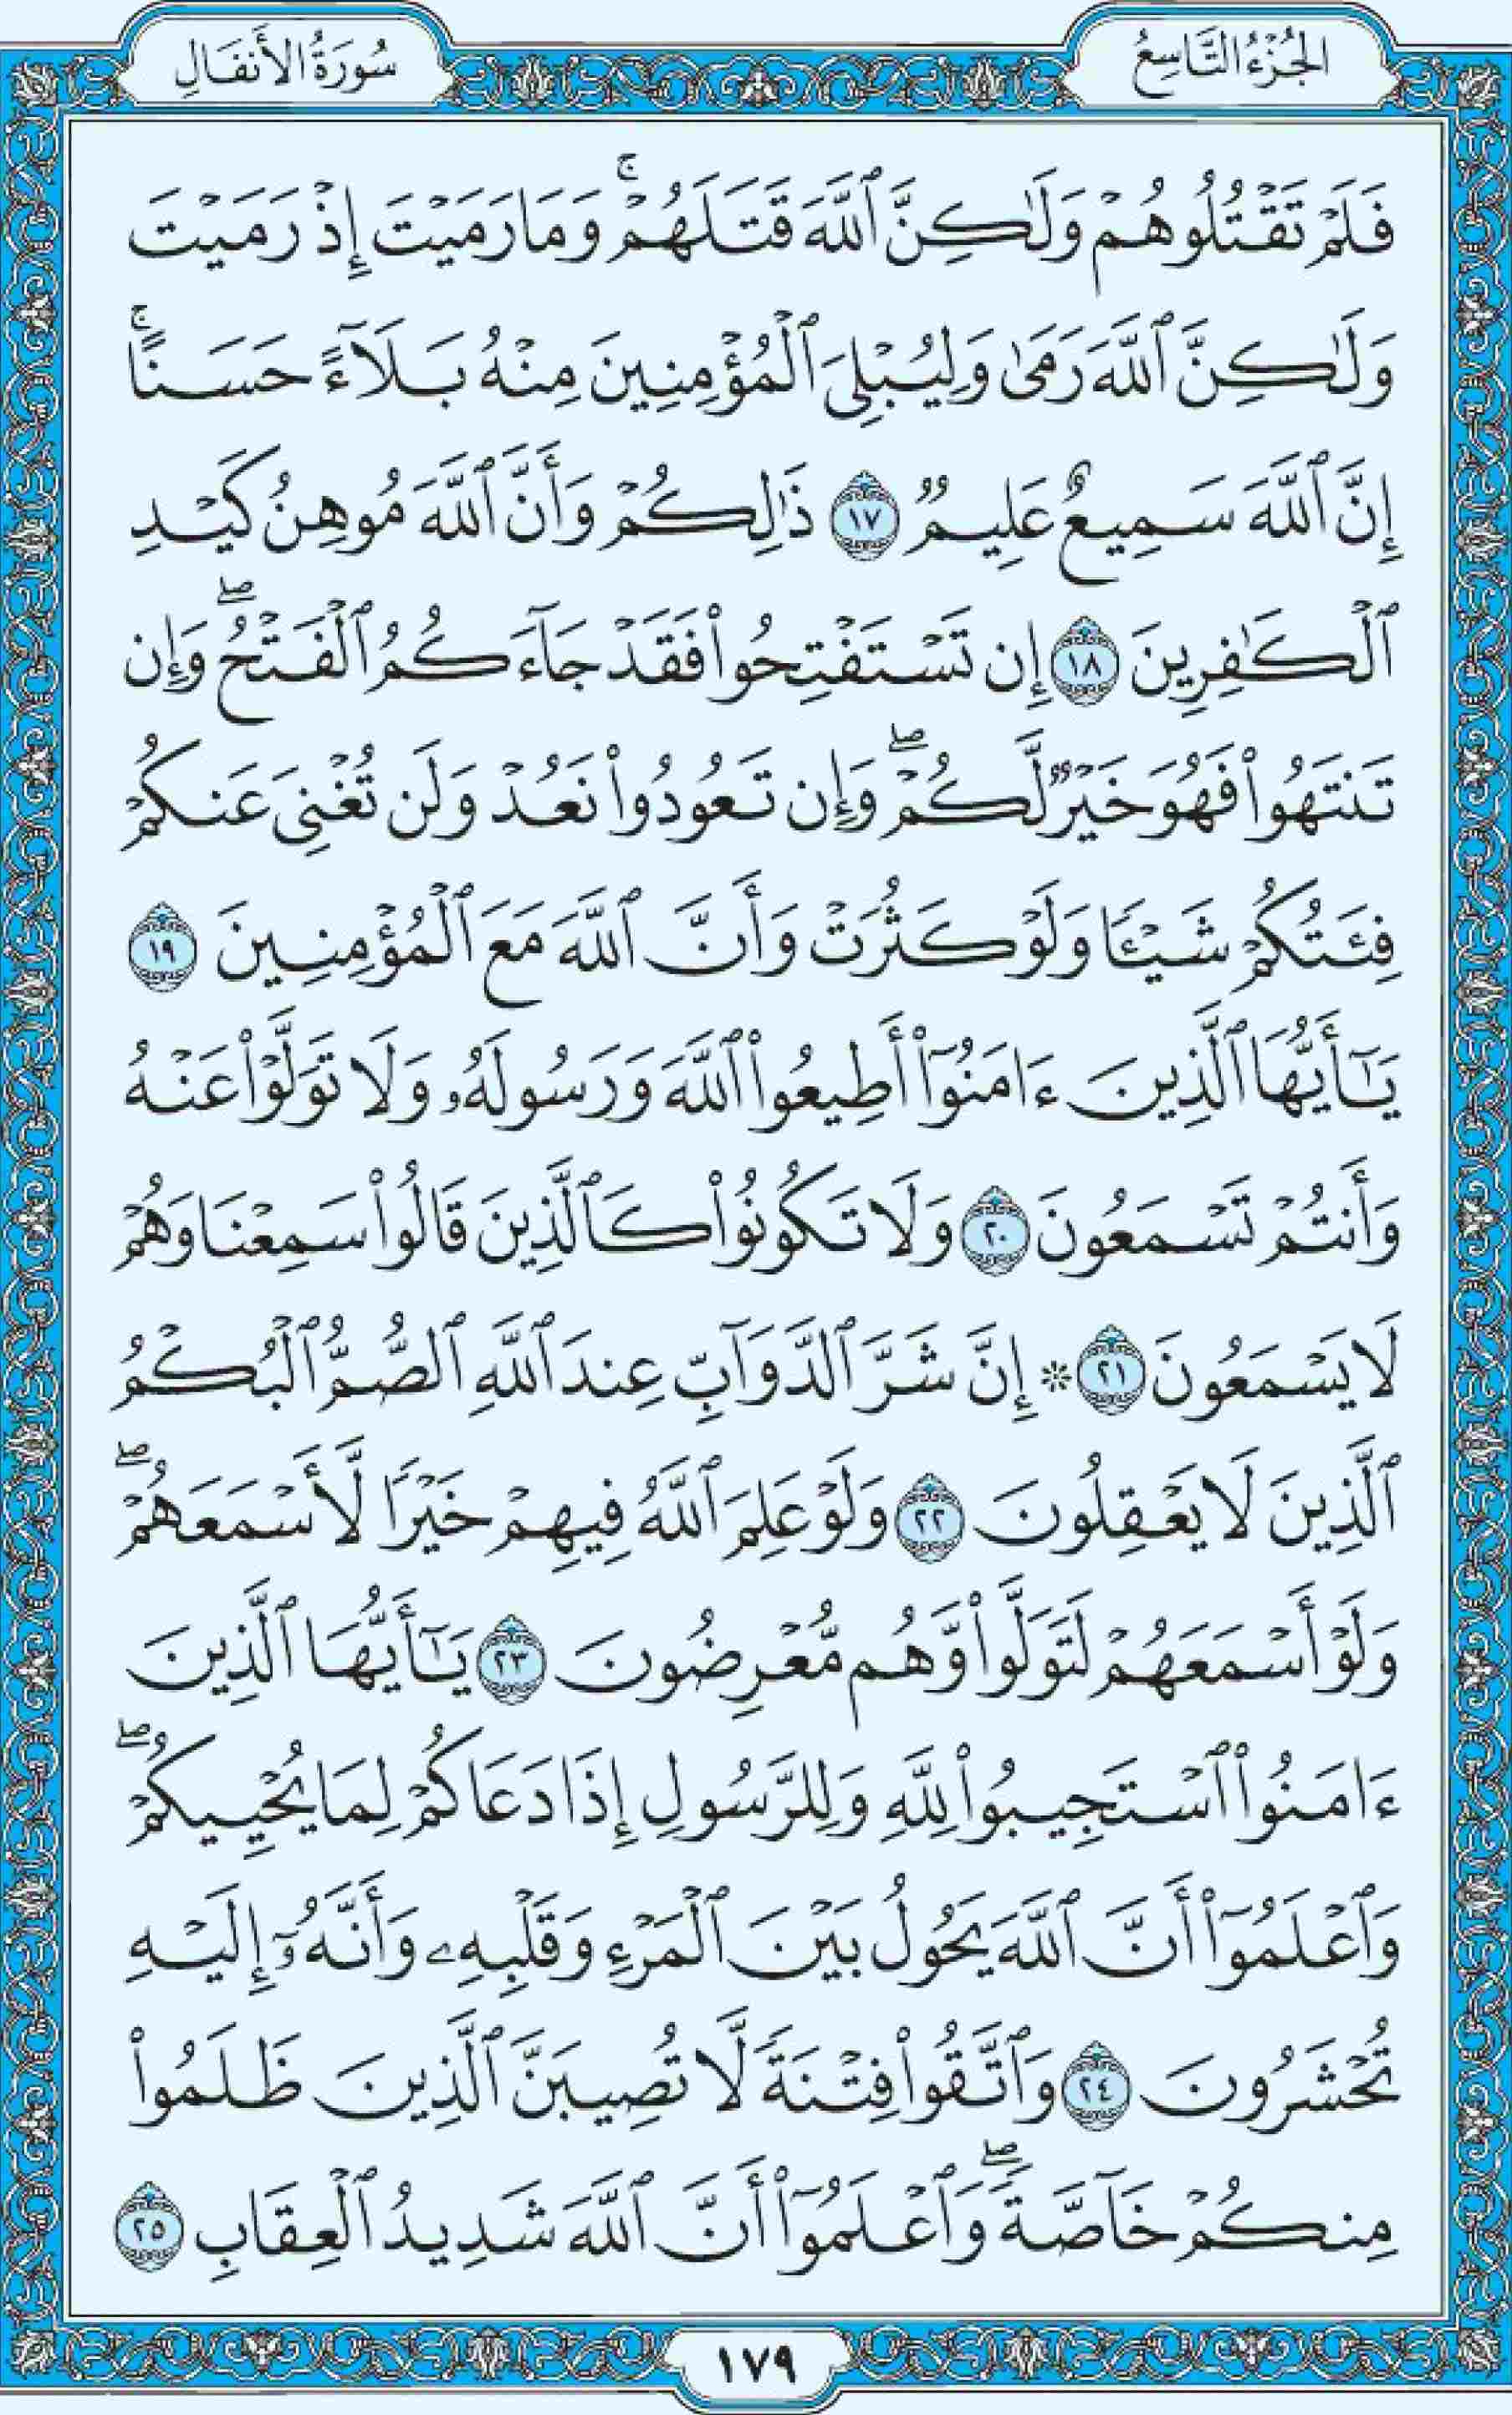 الجُزْءُ التَّاسِعُ
سُورَةُ الأَنفَالِ
فَلَمْ تَقْتُلُوهُمْ وَلَٰكِنَّ ٱللَّهَ قَتَلَهُمْۚ وَمَا رَمَيْتَ إِذْ رَمَيْتَ
وَلَٰكِنَّ ٱللَّهَ رَمَىٰ وَلِيُبْلِيَ ٱلْمُؤْمِنِينَ مِنْهُ بَلَآءً حَسَنًاۚ
إِنَّ ٱللَّهَ سَمِيعٌ عَلِيمٌ ١٧ ذَٰلِكُمْ وَأَنَّ ٱللَّهَ مُوهِنُ كَيْدِ
ٱلْكَٰفِرِينَ ١٨ إِن تَسْتَفْتِحُوا۟ فَقَدْ جَآءَكُمُ ٱلْفَتْحُۖ وَإِن
تَنتَهُوا۟ فَهُوَ خَيْرٌ لَّكُمْۖ وَإِن تَعُودُوا۟ نَعُدْ وَلَن تُغْنِيَ عَنكُمْ
فِئَتُكُمْ شَيْـًٔا وَلَوْ كَثُرَتْ وَأَنَّ ٱللَّهَ مَعَ ٱلْمُؤْمِنِينَ ١٩
يَٰٓأَيُّهَا ٱلَّذِينَ ءَامَنُوٓا۟ أَطِيعُوا۟ ٱللَّهَ وَرَسُولَهُۥ وَلَا تَوَلَّوْا۟ عَنْهُ
وَأَنتُمْ تَسْمَعُونَ ٢٠ وَلَا تَكُونُوا۟ كَٱلَّذِينَ قَالُوا۟ سَمِعْنَا وَهُمْ
لَا يَسْمَعُونَ ٢١ ۞ إِنَّ شَرَّ ٱلدَّوَآبِّ عِندَ ٱللَّهِ ٱلصُّمُّ ٱلْبُكْمُ
ٱلَّذِينَ لَا يَعْقِلُونَ ٢٢ وَلَوْ عَلِمَ ٱللَّهُ فِيهِمْ خَيْرًا لَّأَسْمَعَهُمْۖ
وَلَوْ أَسْمَعَهُمْ لَتَوَلَّوا۟ وَّهُم مُّعْرِضُونَ ٢٣ يَٰٓأَيُّهَا ٱلَّذِينَ
ءَامَنُوا۟ ٱسْتَجِيبُوا۟ لِلَّهِ وَلِلرَّسُولِ إِذَا دَعَاكُمْ لِمَا يُحْيِيكُمْۖ
وَٱعْلَمُوٓا۟ أَنَّ ٱللَّهَ يَحُولُ بَيْنَ ٱلْمَرْءِ وَقَلْبِهِۦ وَأَنَّهُۥٓ إِلَيْهِ
تُحْشَرُونَ ٢٤ وَٱتَّقُوا۟ فِتْنَةً لَّا تُصِيبَنَّ ٱلَّذِينَ ظَلَمُوا۟
مِنكُمْ خَآصَّةًۖ وَٱعْلَمُوٓا۟ أَنَّ ٱللَّهَ شَدِيدُ ٱلْعِقَابِ ٢٥
١٧٩